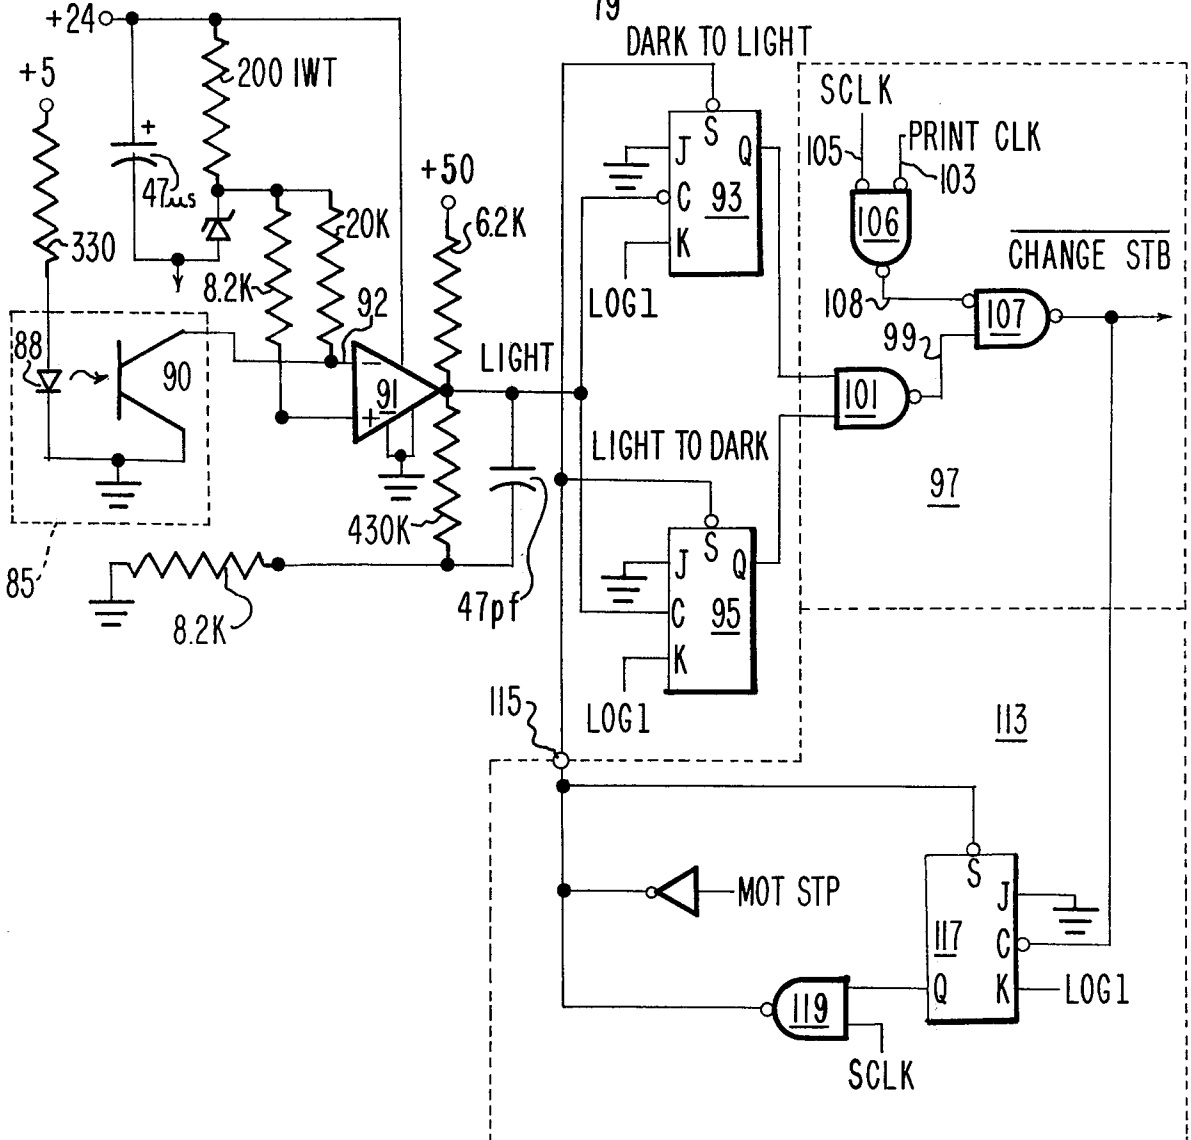 79
+24
DARK TO LIGHT
+5
200 1WT
SCLK
PRINT CLK
+
105
103
S
J
Q
+50
47μs
C
93
106
20K
6.2K
330
K
CHANGE STB
8.2K
92
LOG1
108
107
88
LIGHT
99
90
−
91
+
101
LIGHT TO DARK
97
430K
S
J
Q
85
47pf
C
95
8.2K
K
115
LOG1
113
S
MOT STP
J
117
C
Q
K
LOG1
119
SCLK